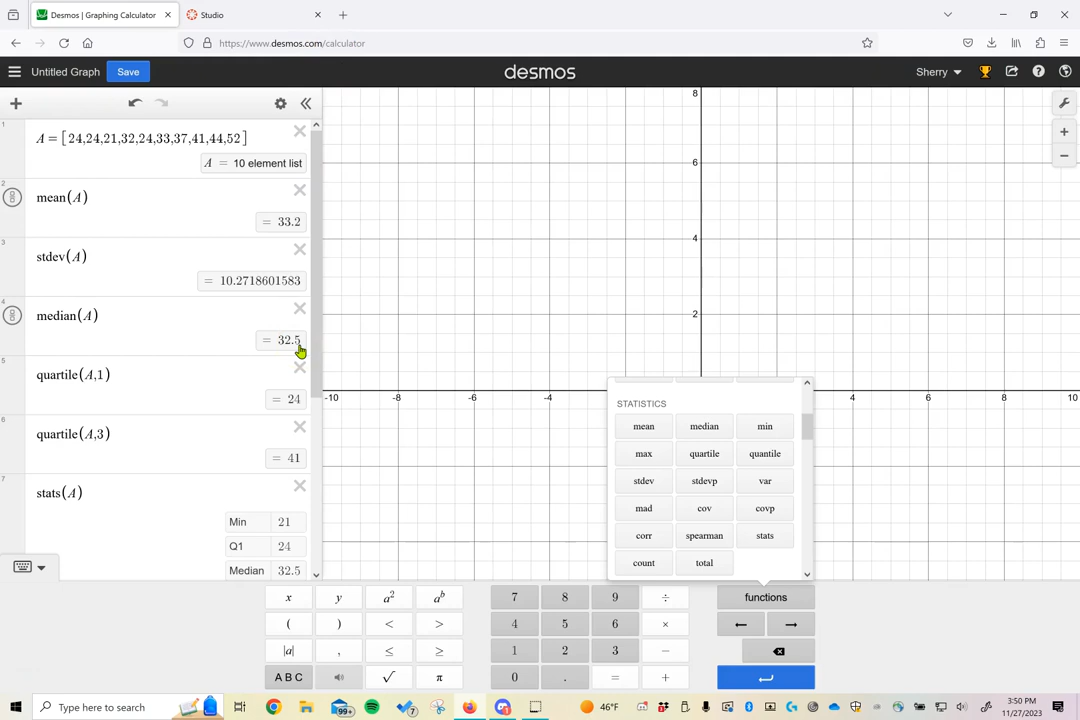 Desmos | Graphing Calculator
Studio
https://www.desmos.com/calculator
Untitled Graph
Save
desmos
Sherry
1
A = [24,24,21,32,24,33,37,41,44,52]
A = 10 element list
2
mean(A)
= 33.2
3
stdev(A)
= 10.2718601583
4
median(A)
= 32.5
5
quartile(A,1)
= 24
6
quartile(A,3)
= 41
7
stats(A)
Min 21
Q1 24
Median 32.5
8
6
4
2
-10 -8 -6 -4 4 6 8 10
STATISTICS
mean median min
max quartile quantile
stdev stdevp var
mad cov covp
corr spearman stats
count total
x y a² aᵇ 7 8 9 ÷ functions
( ) < > 4 5 6 × ← →
|a| , ≤ ≥ 1 2 3 −
A B C √ π 0 . = +
Type here to search
99+
7
46°F
3:50 PM
11/27/2023